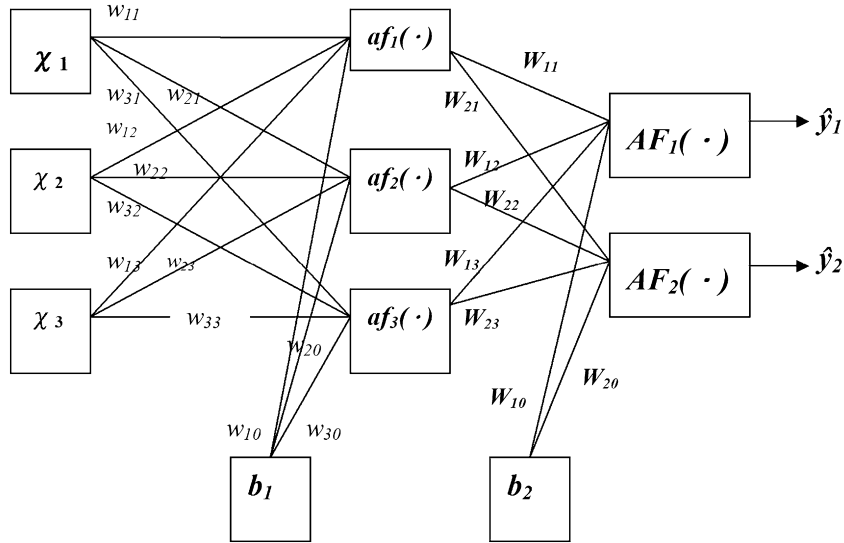 w₁₁
χ 1
af₁( · )
W₁₁
w₃₁
w₂₁
W₂₁
w₁₂
AF₁( · )
ŷ₁
χ 2
w₂₂
af₂( · )
W₁₂
w₃₂
W₂₂
w₁₃
w₂₃
W₁₃
AF₂( · )
ŷ₂
χ 3
w₃₃
af₃( · )
W₂₃
w₂₀
W₂₀
W₁₀
w₁₀
w₃₀
b₁
b₂